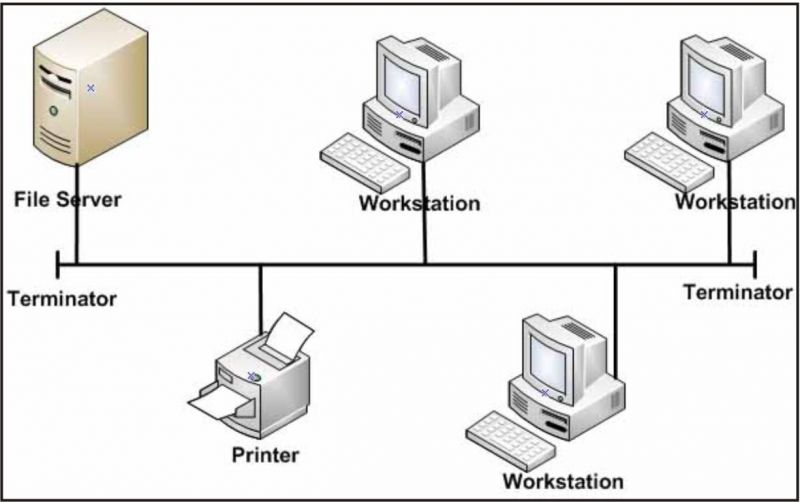 File Server
Workstation
Workstation
Terminator
Terminator
Printer
Workstation